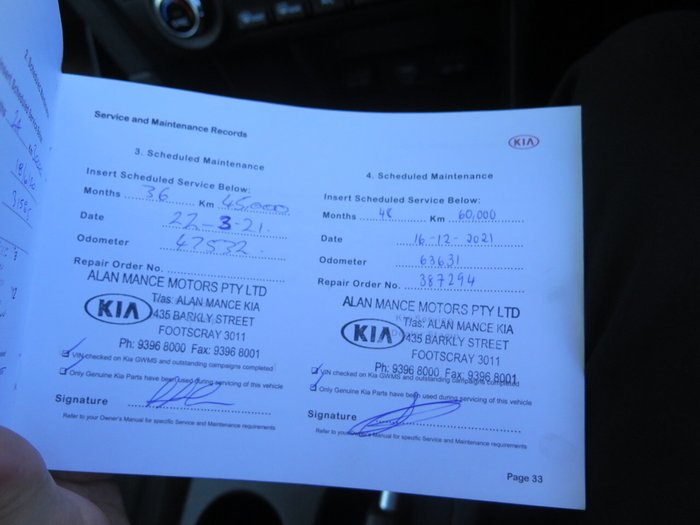 Service and Maintenance Records
KIA
3. Scheduled Maintenance
Insert Scheduled Service Below:
Months 36 Km 45,000
Date 22-3-21.
Odometer 47532
Repair Order No.
ALAN MANCE MOTORS PTY LTD
T/as: ALAN MANCE KIA
KIA
435 BARKLY STREET
FOOTSCRAY 3011
Ph: 9396 8000 Fax: 9396 8001
VIN checked on Kia GWMS and outstanding campaigns completed
Only Genuine Kia Parts have been used during servicing of this vehicle
Signature
Refer to your Owner's Manual for specific Service and Maintenance requirements
4. Scheduled Maintenance
Insert Scheduled Service Below:
Months 48 Km 60,000
Date 16-12-2021
Odometer 63631
Repair Order No. 387294
ALAN MANCE MOTORS PTY LTD
T/as: ALAN MANCE KIA
KIA
435 BARKLY STREET
FOOTSCRAY 3011
Ph: 9396 8000 Fax: 9396 8001
VIN checked on Kia GWMS and outstanding campaigns completed
Only Genuine Kia Parts have been used during servicing of this vehicle
Signature
Refer to your Owner's Manual for specific Service and Maintenance requirements
Page 33